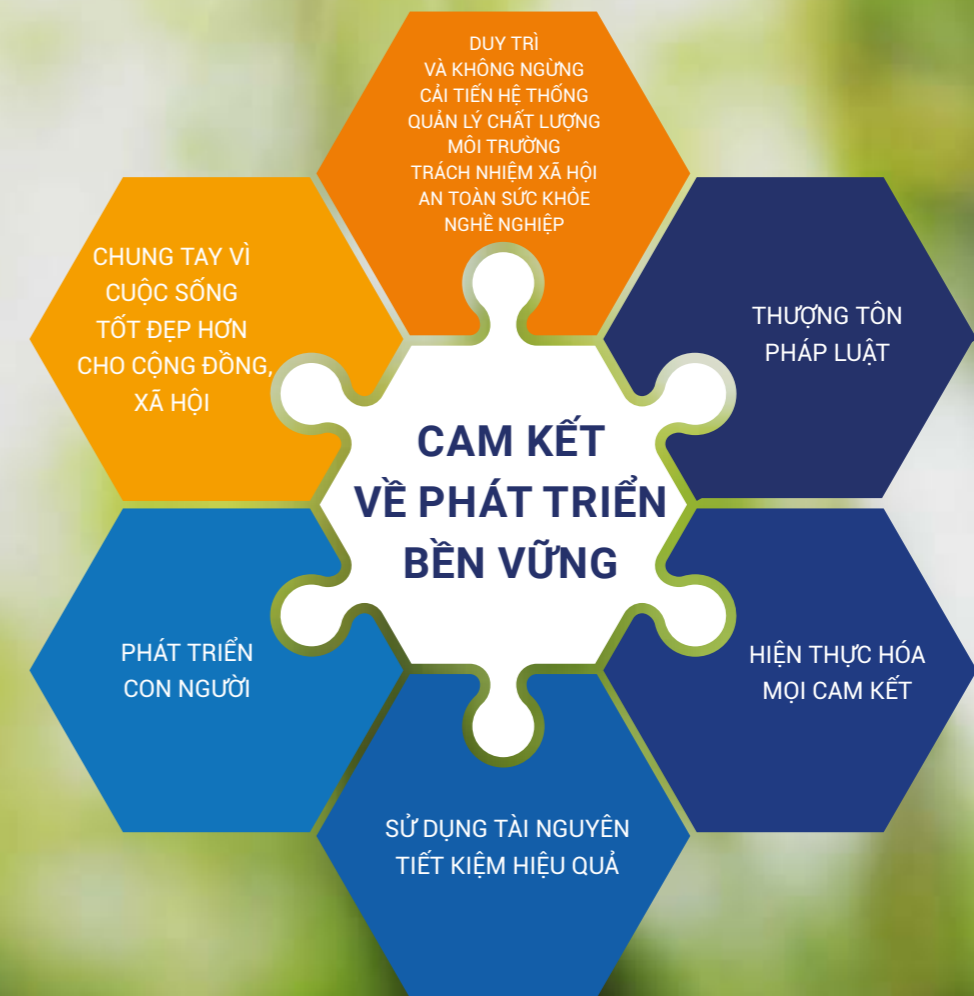 DUY TRÌ
VÀ KHÔNG NGỪNG
CẢI TIẾN HỆ THỐNG
QUẢN LÝ CHẤT LƯỢNG
MÔI TRƯỜNG
TRÁCH NHIỆM XÃ HỘI
AN TOÀN SỨC KHỎE
NGHỀ NGHIỆP
CHUNG TAY VÌ
CUỘC SỐNG
TỐT ĐẸP HƠN
CHO CỘNG ĐỒNG,
XÃ HỘI
THƯỢNG TÔN
PHÁP LUẬT
CAM KẾT
VỀ PHÁT TRIỂN
BỀN VỮNG
PHÁT TRIỂN
CON NGƯỜI
HIỆN THỰC HÓA
MỌI CAM KẾT
SỬ DỤNG TÀI NGUYÊN
TIẾT KIỆM HIỆU QUẢ